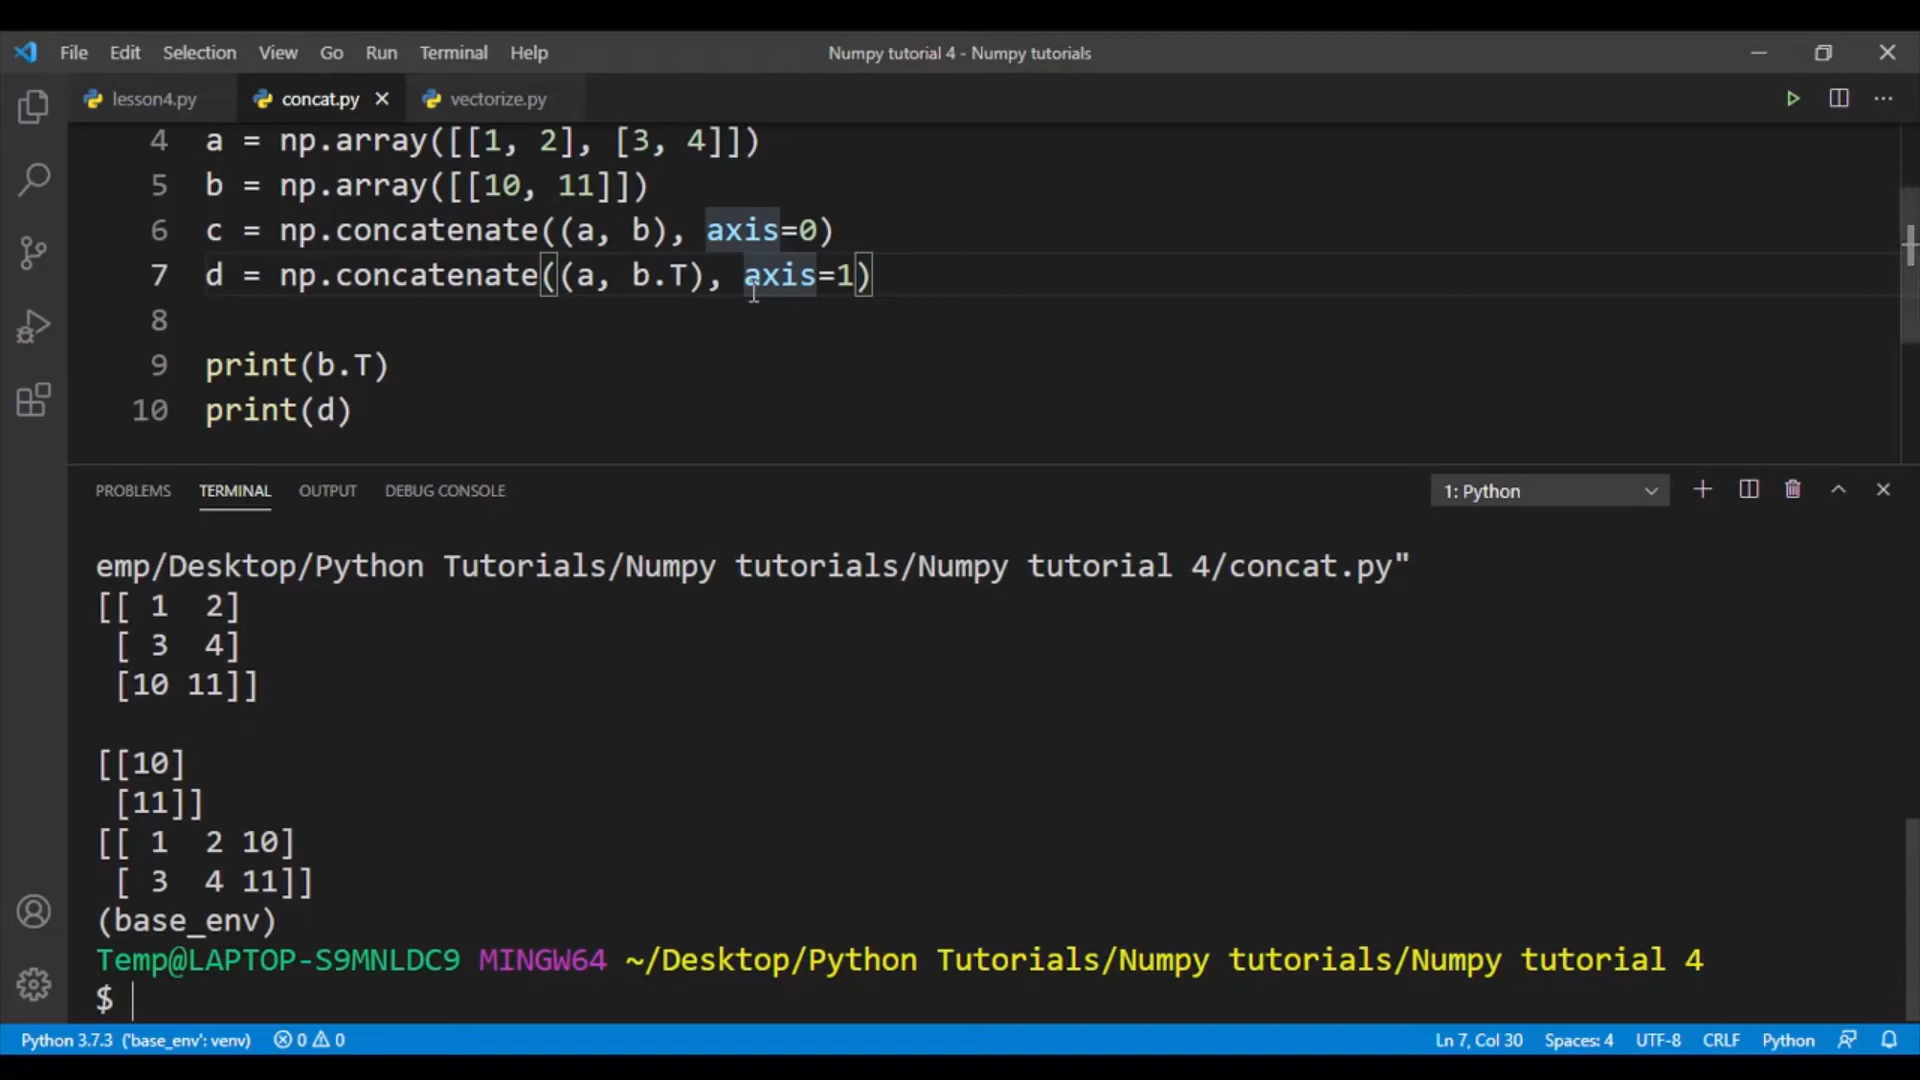 File Edit Selection View Go Run Terminal Help Numpy tutorial 4 - Numpy tutorials
lesson4.py concat.py vectorize.py
4 a = np.array([[1, 2], [3, 4]])
5 b = np.array([[10, 11]])
6 c = np.concatenate((a, b), axis=0)
7 d = np.concatenate((a, b.T), axis=1)
8
9 print(b.T)
10 print(d)
PROBLEMS TERMINAL OUTPUT DEBUG CONSOLE 1: Python
emp/Desktop/Python Tutorials/Numpy tutorials/Numpy tutorial 4/concat.py"
[[ 1  2]
 [ 3  4]
 [10 11]]
[[10]
 [11]]
[[ 1  2 10]
 [ 3  4 11]]
(base_env)
Temp@LAPTOP-S9MNLDC9 MINGW64 ~/Desktop/Python Tutorials/Numpy tutorials/Numpy tutorial 4
$
Python 3.7.3 ('base_env': venv) 0 0 Ln 7, Col 30 Spaces: 4 UTF-8 CRLF Python